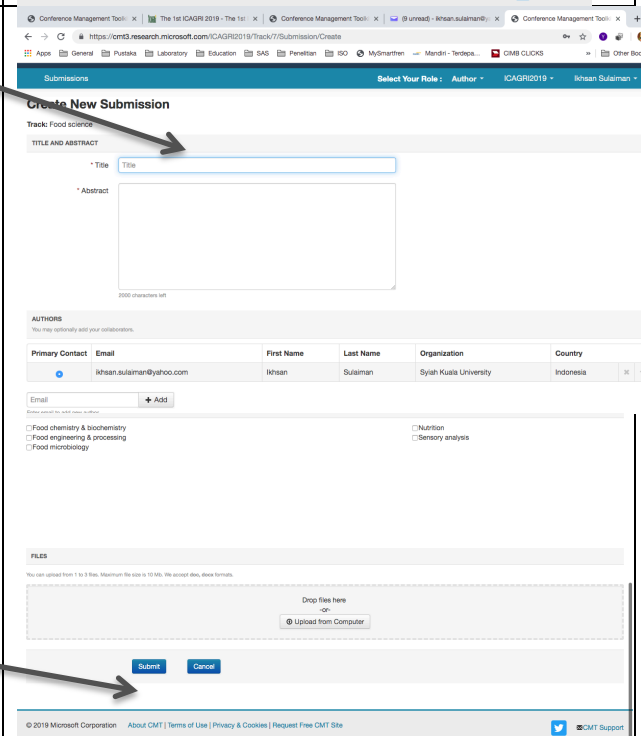 Conference Management Toolk
The 1st ICAGRI 2019 - The 1st
Conference Management Toolk
(9 unread) - ikhsan.sulaiman@y
Conference Management Toolk
https://cmt3.research.microsoft.com/ICAGRI2019/Track/7/Submission/Create
Apps General Pustaka Laboratory Education SAS Penelitian ISO MySmartfren Mandiri - Terdepa... CIMB CLICKS » Other Boo
Submissions Select Your Role : Author ICAGRI2019 Ikhsan Sulaiman
Create New Submission
Track: Food science
TITLE AND ABSTRACT
* Title Title
* Abstract
2000 characters left
AUTHORS
You may optionally add your collaborators.
Primary Contact Email First Name Last Name Organization Country
ikhsan.sulaiman@yahoo.com Ikhsan Sulaiman Syiah Kuala University Indonesia
Email + Add
Enter email to add new author.
Food chemistry & biochemistry Nutrition
Food engineering & processing Sensory analysis
Food microbiology
FILES
You can upload from 1 to 3 files. Maximum file size is 10 Mb. We accept doc, docx formats.
Drop files here
-or-
Upload from Computer
Submit Cancel
© 2019 Microsoft Corporation About CMT | Terms of Use | Privacy & Cookies | Request Free CMT Site CMT Support